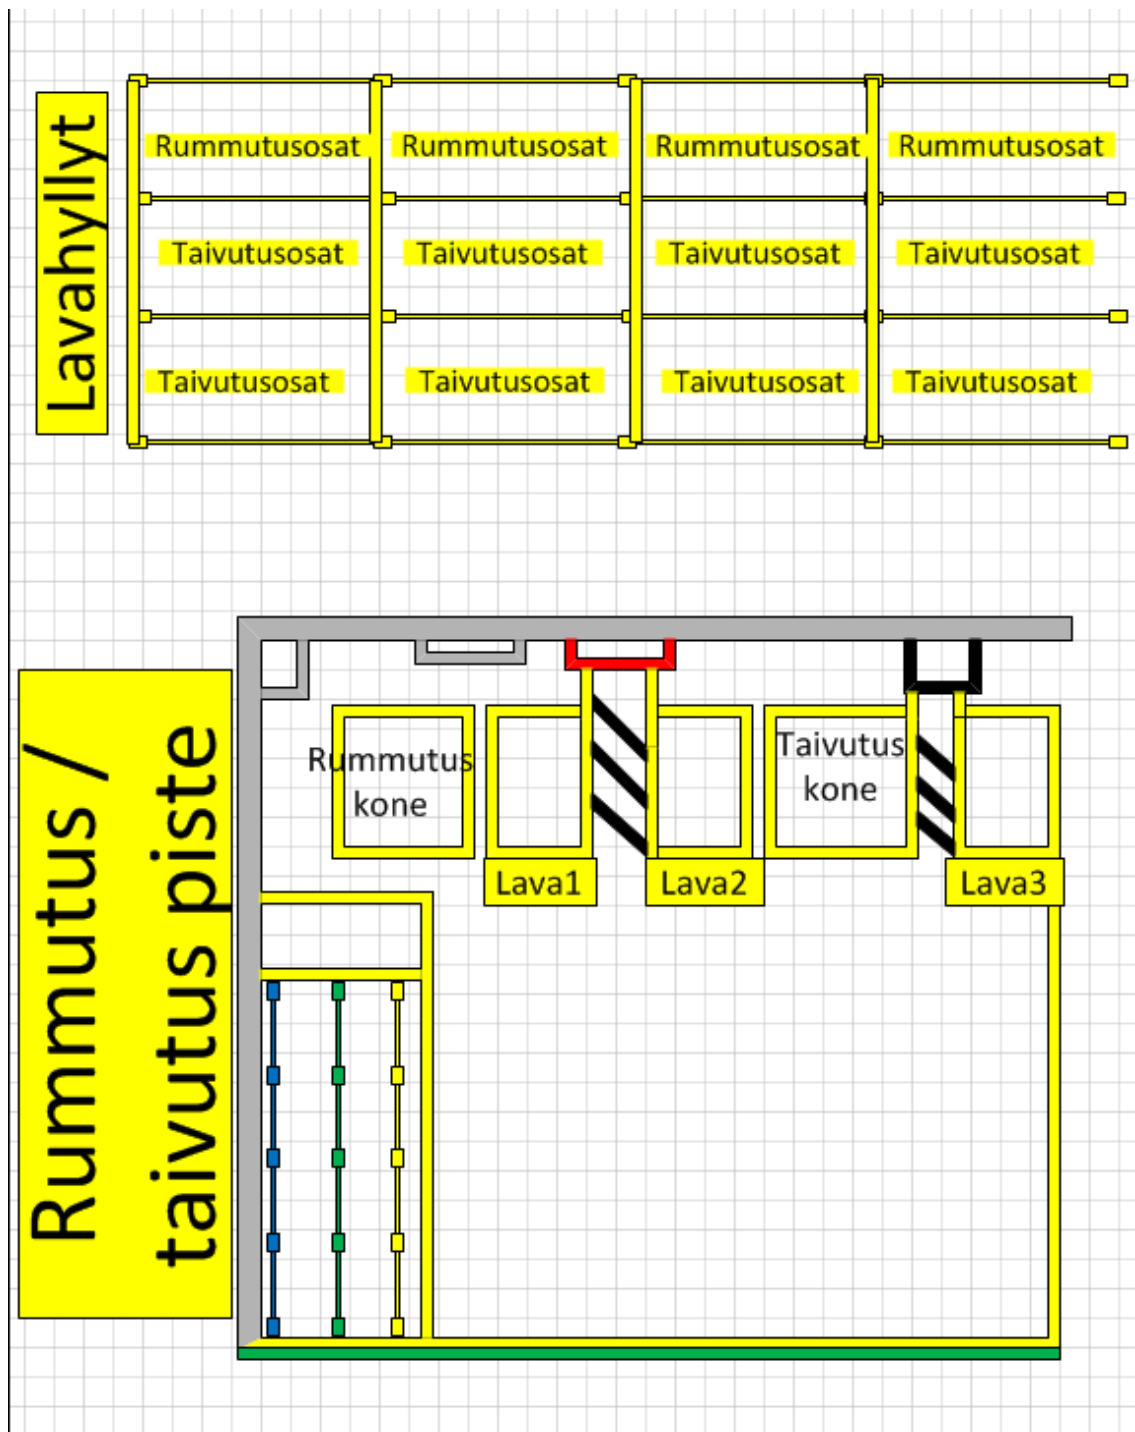 Lavahyllyt
Rummutusosat Rummutusosat Rummutusosat Rummutusosat
Taivutusosat Taivutusosat Taivutusosat Taivutusosat
Taivutusosat Taivutusosat Taivutusosat Taivutusosat
Rummutus /
taivutus piste
Rummutus
kone
Taivutus
kone
Lava1 Lava2 Lava3